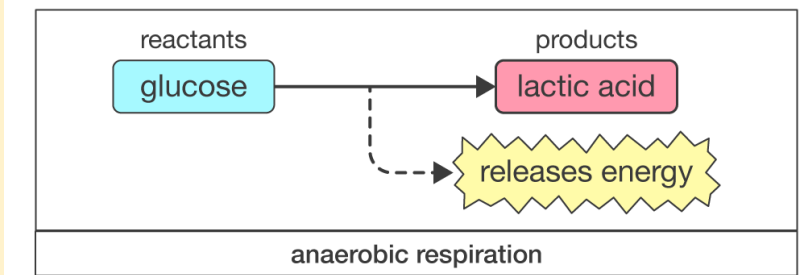 reactants
products
glucose
lactic acid
releases energy
anaerobic respiration